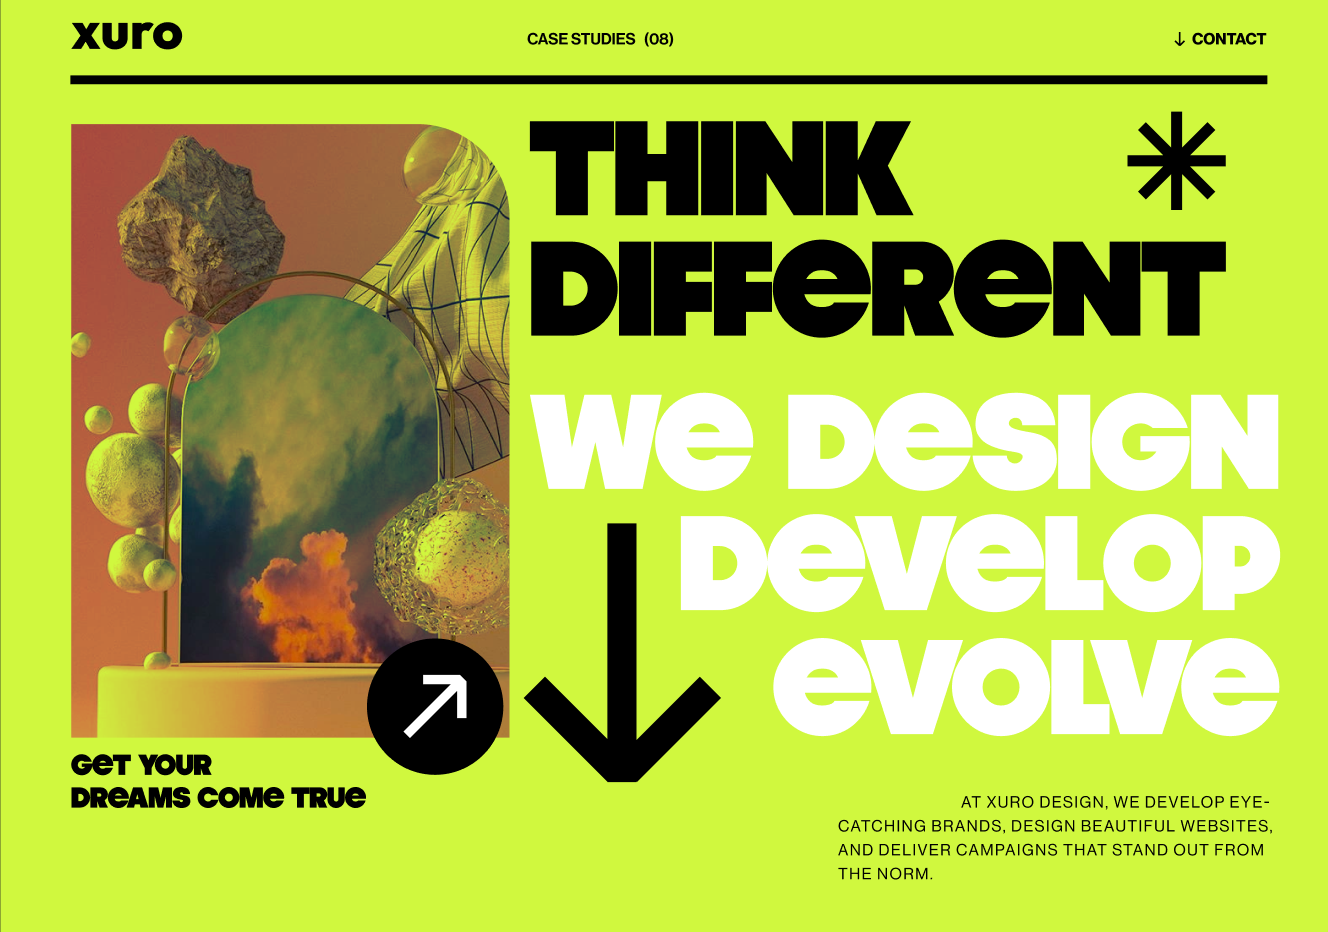 xuro
CASE STUDIES (08)
↓ CONTACT
THINK
DIFFeReNT
We DeSIGN
DeVeLOP
eVOLVe
GeT YOUR
DReAMS COMe TRUe
AT XURO DESIGN, WE DEVELOP EYE-
CATCHING BRANDS, DESIGN BEAUTIFUL WEBSITES,
AND DELIVER CAMPAIGNS THAT STAND OUT FROM
THE NORM.